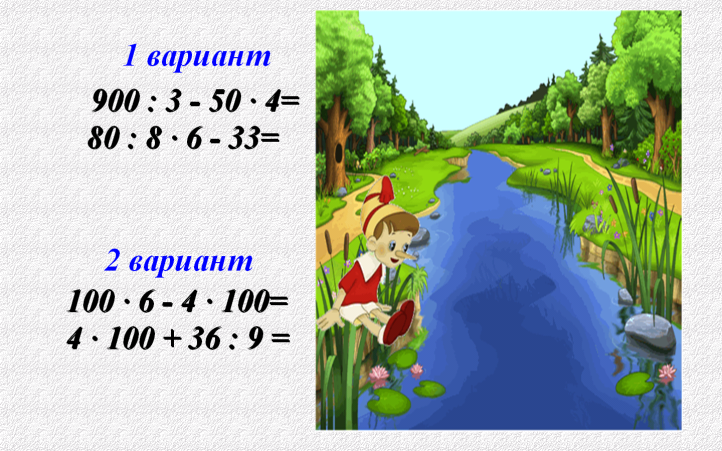 1 вариант
900 : 3 - 50 · 4=
80 : 8 · 6 - 33=
2 вариант
100 · 6 - 4 · 100=
4 · 100 + 36 : 9 =